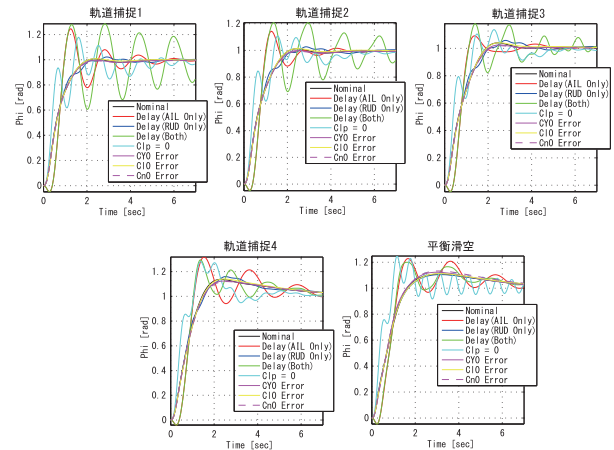 軌道捕捉1
Phi [rad]
1.2
1
0.8
0.6
0.4
0.2
0
0
2
4
6
Time [sec]
Nominal
Delay(AIL Only)
Delay(RUD Only)
Delay(Both)
Clp = 0
CY0 Error
Cl0 Error
Cn0 Error
軌道捕捉2
Phi [rad]
1.2
1
0.8
0.6
0.4
0.2
0
0
2
4
6
Time [sec]
Nominal
Delay(AIL Only)
Delay(RUD Only)
Delay(Both)
Clp = 0
CY0 Error
Cl0 Error
Cn0 Error
軌道捕捉3
Phi [rad]
1.2
1
0.8
0.6
0.4
0.2
0
0
2
4
6
Time [sec]
Nominal
Delay(AIL Only)
Delay(RUD Only)
Delay(Both)
Clp = 0
CY0 Error
Cl0 Error
Cn0 Error
軌道捕捉4
Phi [rad]
1.2
1
0.8
0.6
0.4
0.2
0
0
2
4
6
Time [sec]
Nominal
Delay(AIL Only)
Delay(RUD Only)
Delay(Both)
Clp = 0
CY0 Error
Cl0 Error
Cn0 Error
平衡滑空
Phi [rad]
1.2
1
0.8
0.6
0.4
0.2
0
0
2
4
6
Time [sec]
Nominal
Delay(AIL Only)
Delay(RUD Only)
Delay(Both)
Clp = 0
CY0 Error
Cl0 Error
Cn0 Error